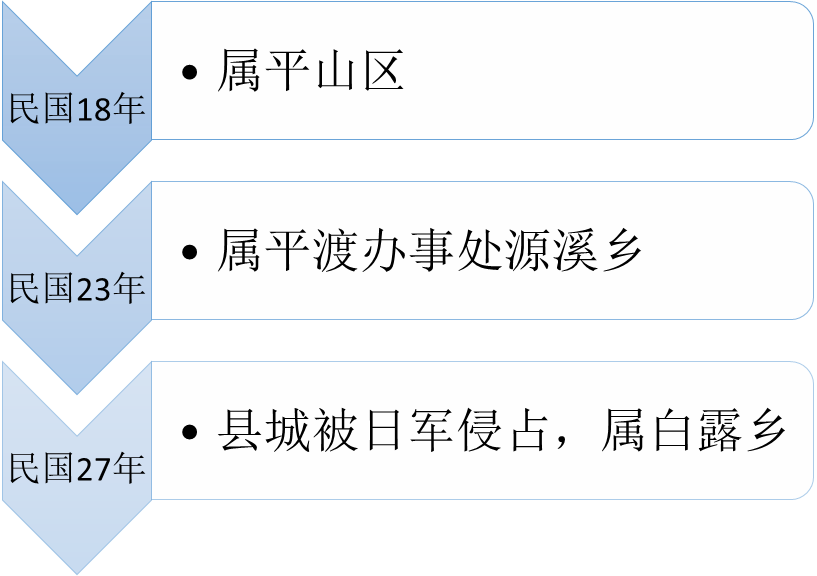 民国18年
• 属平山区
民国23年
• 属平渡办事处源溪乡
民国27年
• 县城被日军侵占，属白露乡